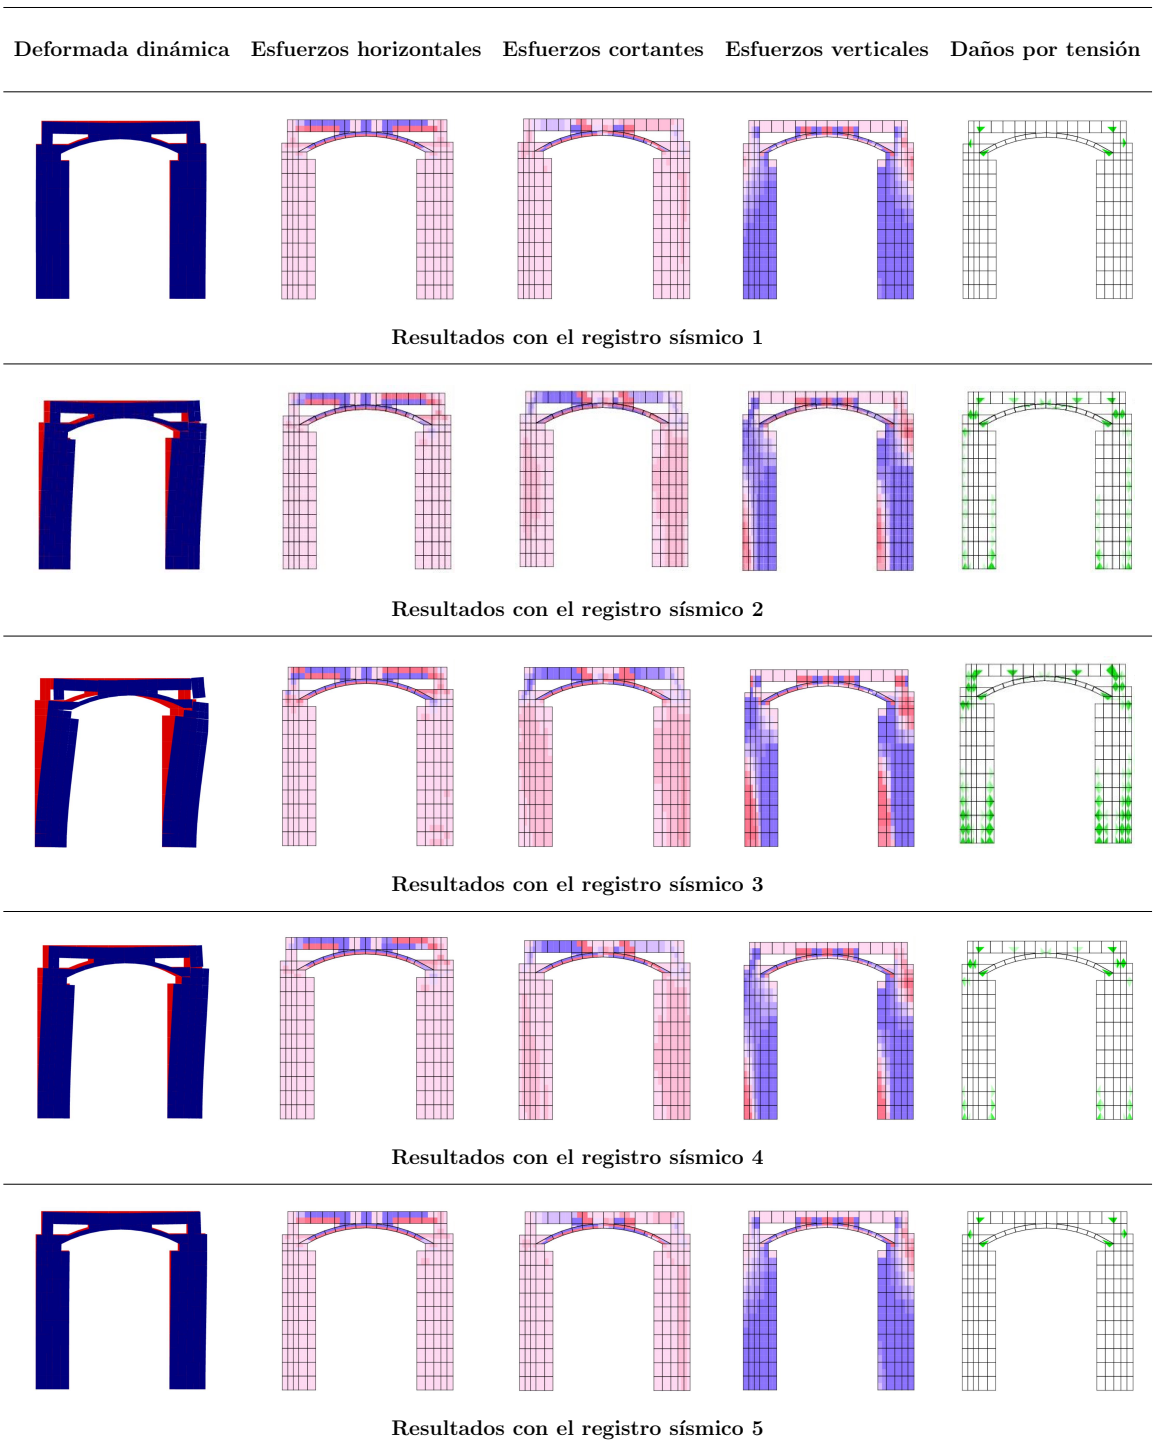 Deformada dinámica Esfuerzos horizontales Esfuerzos cortantes Esfuerzos verticales Daños por tensión
Resultados con el registro sísmico 1
Resultados con el registro sísmico 2
Resultados con el registro sísmico 3
Resultados con el registro sísmico 4
Resultados con el registro sísmico 5